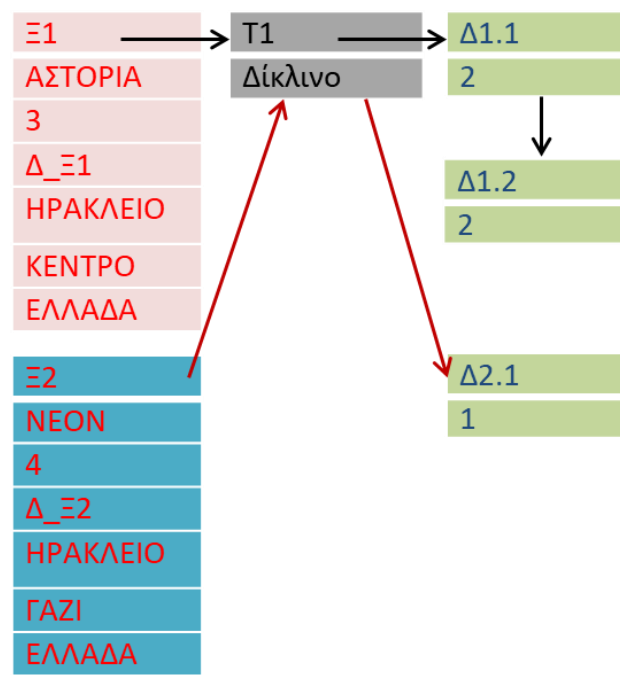 Ξ1
ΑΣΤΟΡΙΑ
3
Δ_Ξ1
ΗΡΑΚΛΕΙΟ
ΚΕΝΤΡΟ
ΕΛΛΑΔΑ
Τ1
Δίκλινο
Δ1.1
2
Δ1.2
2
Ξ2
ΝΕΟΝ
4
Δ_Ξ2
ΗΡΑΚΛΕΙΟ
ΓΑΖΙ
ΕΛΛΑΔΑ
Δ2.1
1